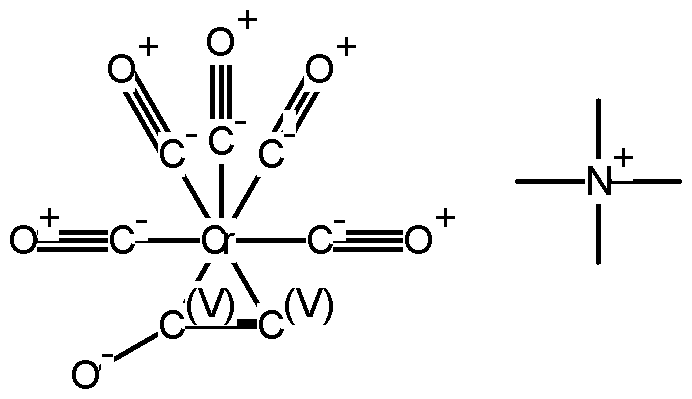 O+ O+ O+
C- C- C-
N+
O+ C- Cr C- O+
C(V) C(V)
O-